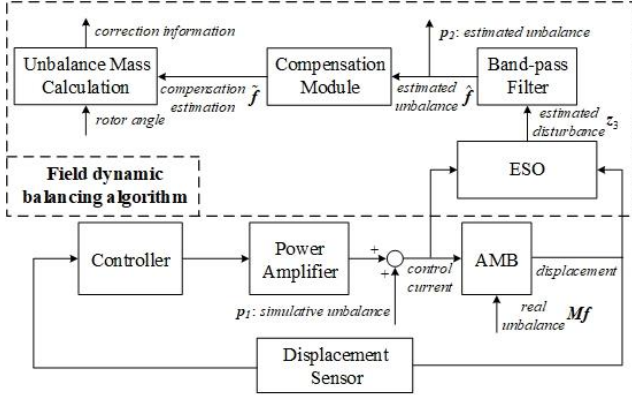 correction information
p₂: estimated unbalance
Unbalance Mass
Calculation
compensation
estimation
f̃
Compensation
Module
estimated
unbalance
f̂
Band-pass
Filter
rotor angle
estimated
disturbance
z₃
Field dynamic
balancing algorithm
ESO
Controller
Power
Amplifier
+
+
control
current
AMB
displacement
p₁: simulative unbalance
real
unbalance
Mf
Displacement
Sensor